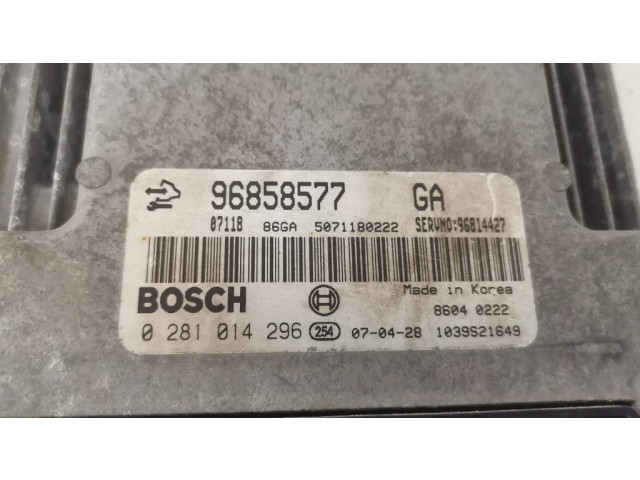 96858577 GA
07118 86GA 5071180222 SERVNO:96814427
BOSCH Made in Korea
8604 0222
0 281 014 296 254 07-04-28 1039S21649